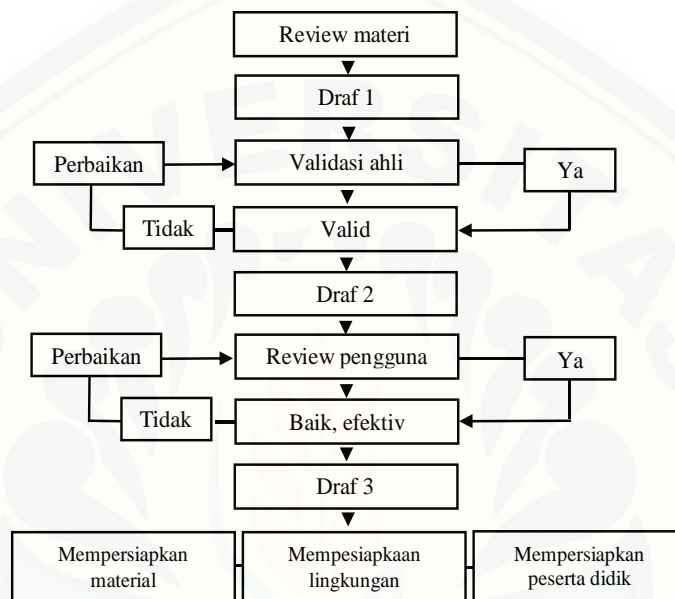 Review materi
Draf 1
Perbaikan
Validasi ahli
Ya
Tidak
Valid
Draf 2
Perbaikan
Review pengguna
Ya
Tidak
Baik, efektiv
Draf 3
Mempersiapkan
material
Mempesiapkaan
lingkungan
Mempersiapkan
peserta didik
UNIVERSITAS